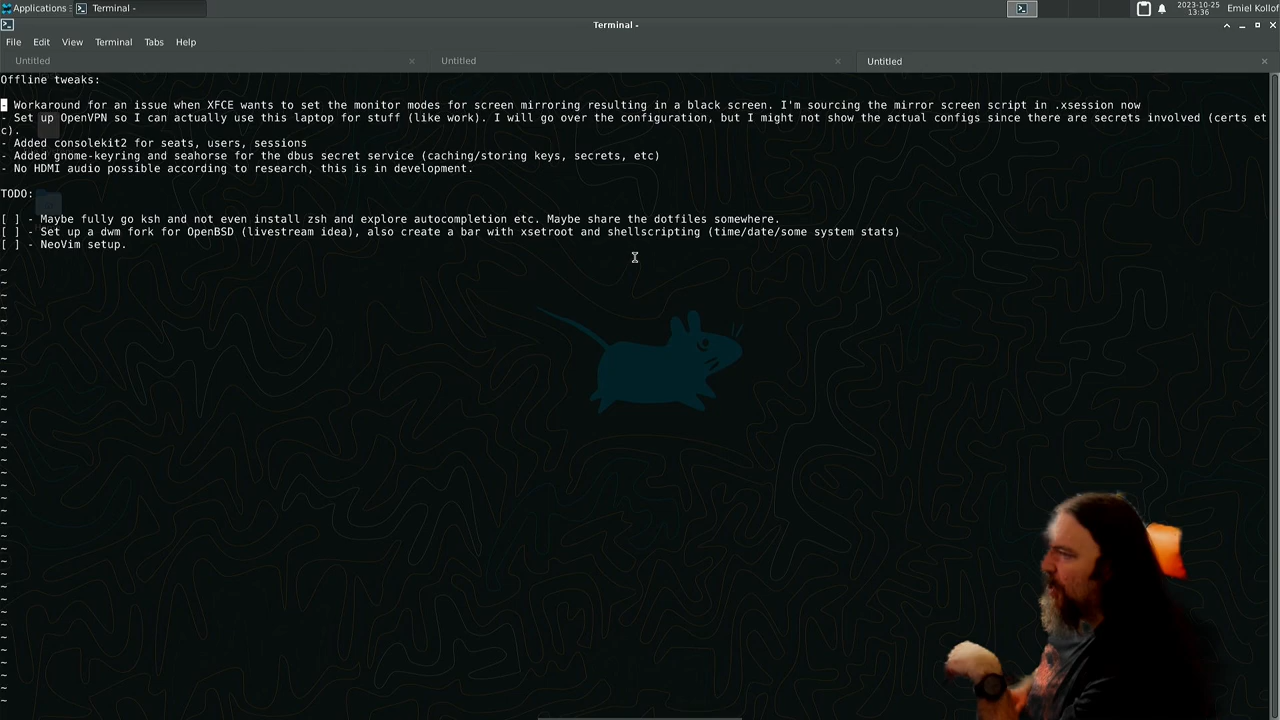 Applications
Terminal -
2023-10-25
13:36
Emiel Kollof
Terminal -
File Edit View Terminal Tabs Help
Untitled
Untitled
Untitled
Offline tweaks:
- Workaround for an issue when XFCE wants to set the monitor modes for screen mirroring resulting in a black screen. I'm sourcing the mirror screen script in .xsession now
- Set up OpenVPN so I can actually use this laptop for stuff (like work). I will go over the configuration, but I might not show the actual configs since there are secrets involved (certs et
c).
- Added consolekit2 for seats, users, sessions
- Added gnome-keyring and seahorse for the dbus secret service (caching/storing keys, secrets, etc)
- No HDMI audio possible according to research, this is in development.
TODO:
[ ] - Maybe fully go ksh and not even install zsh and explore autocompletion etc. Maybe share the dotfiles somewhere.
[ ] - Set up a dwm fork for OpenBSD (livestream idea), also create a bar with xsetroot and shellscripting (time/date/some system stats)
[ ] - NeoVim setup.